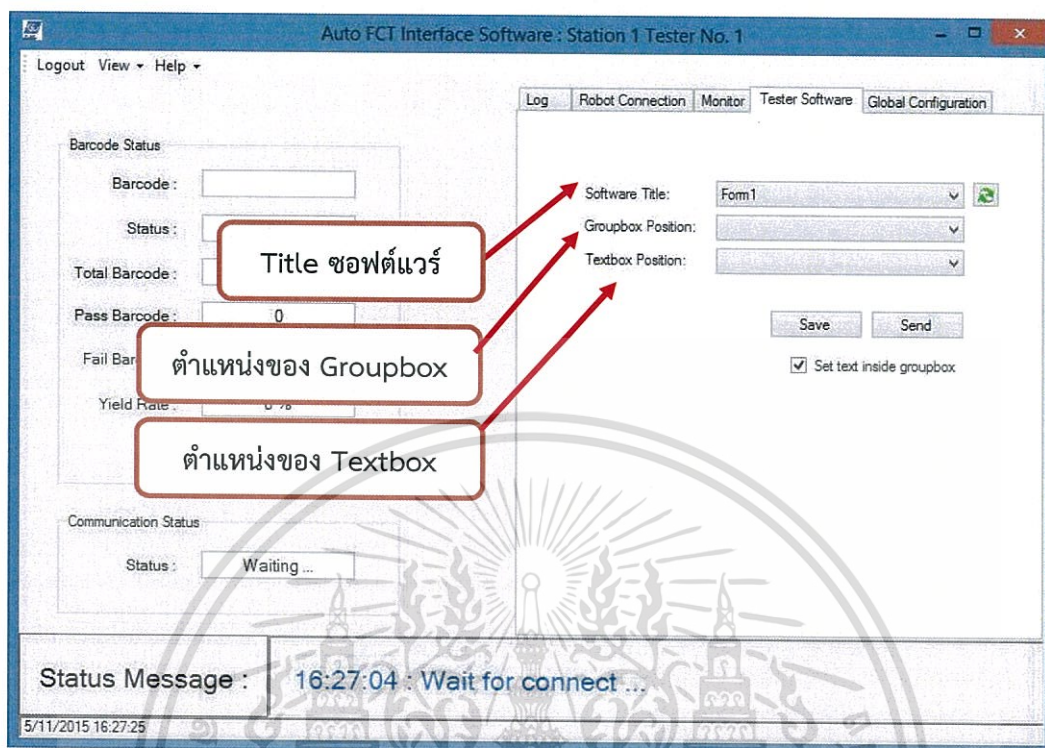 Auto FCT Interface Software : Station 1 Tester No. 1
Logout View Help
Log Robot Connection Monitor Tester Software Global Configuration
Barcode Status
Barcode :
Status :
Total Barcode :
Pass Barcode : 0
Fail Bar
Yield Rate : 0 %
Software Title: Form1
Groupbox Position:
Textbox Position:
Save Send
Set text inside groupbox
Title ซอฟต์แวร์
ตำแหน่งของ Groupbox
ตำแหน่งของ Textbox
Communication Status
Status : Waiting ...
Status Message : 16:27:04 : Wait for connect ...
5/11/2015 16:27:25